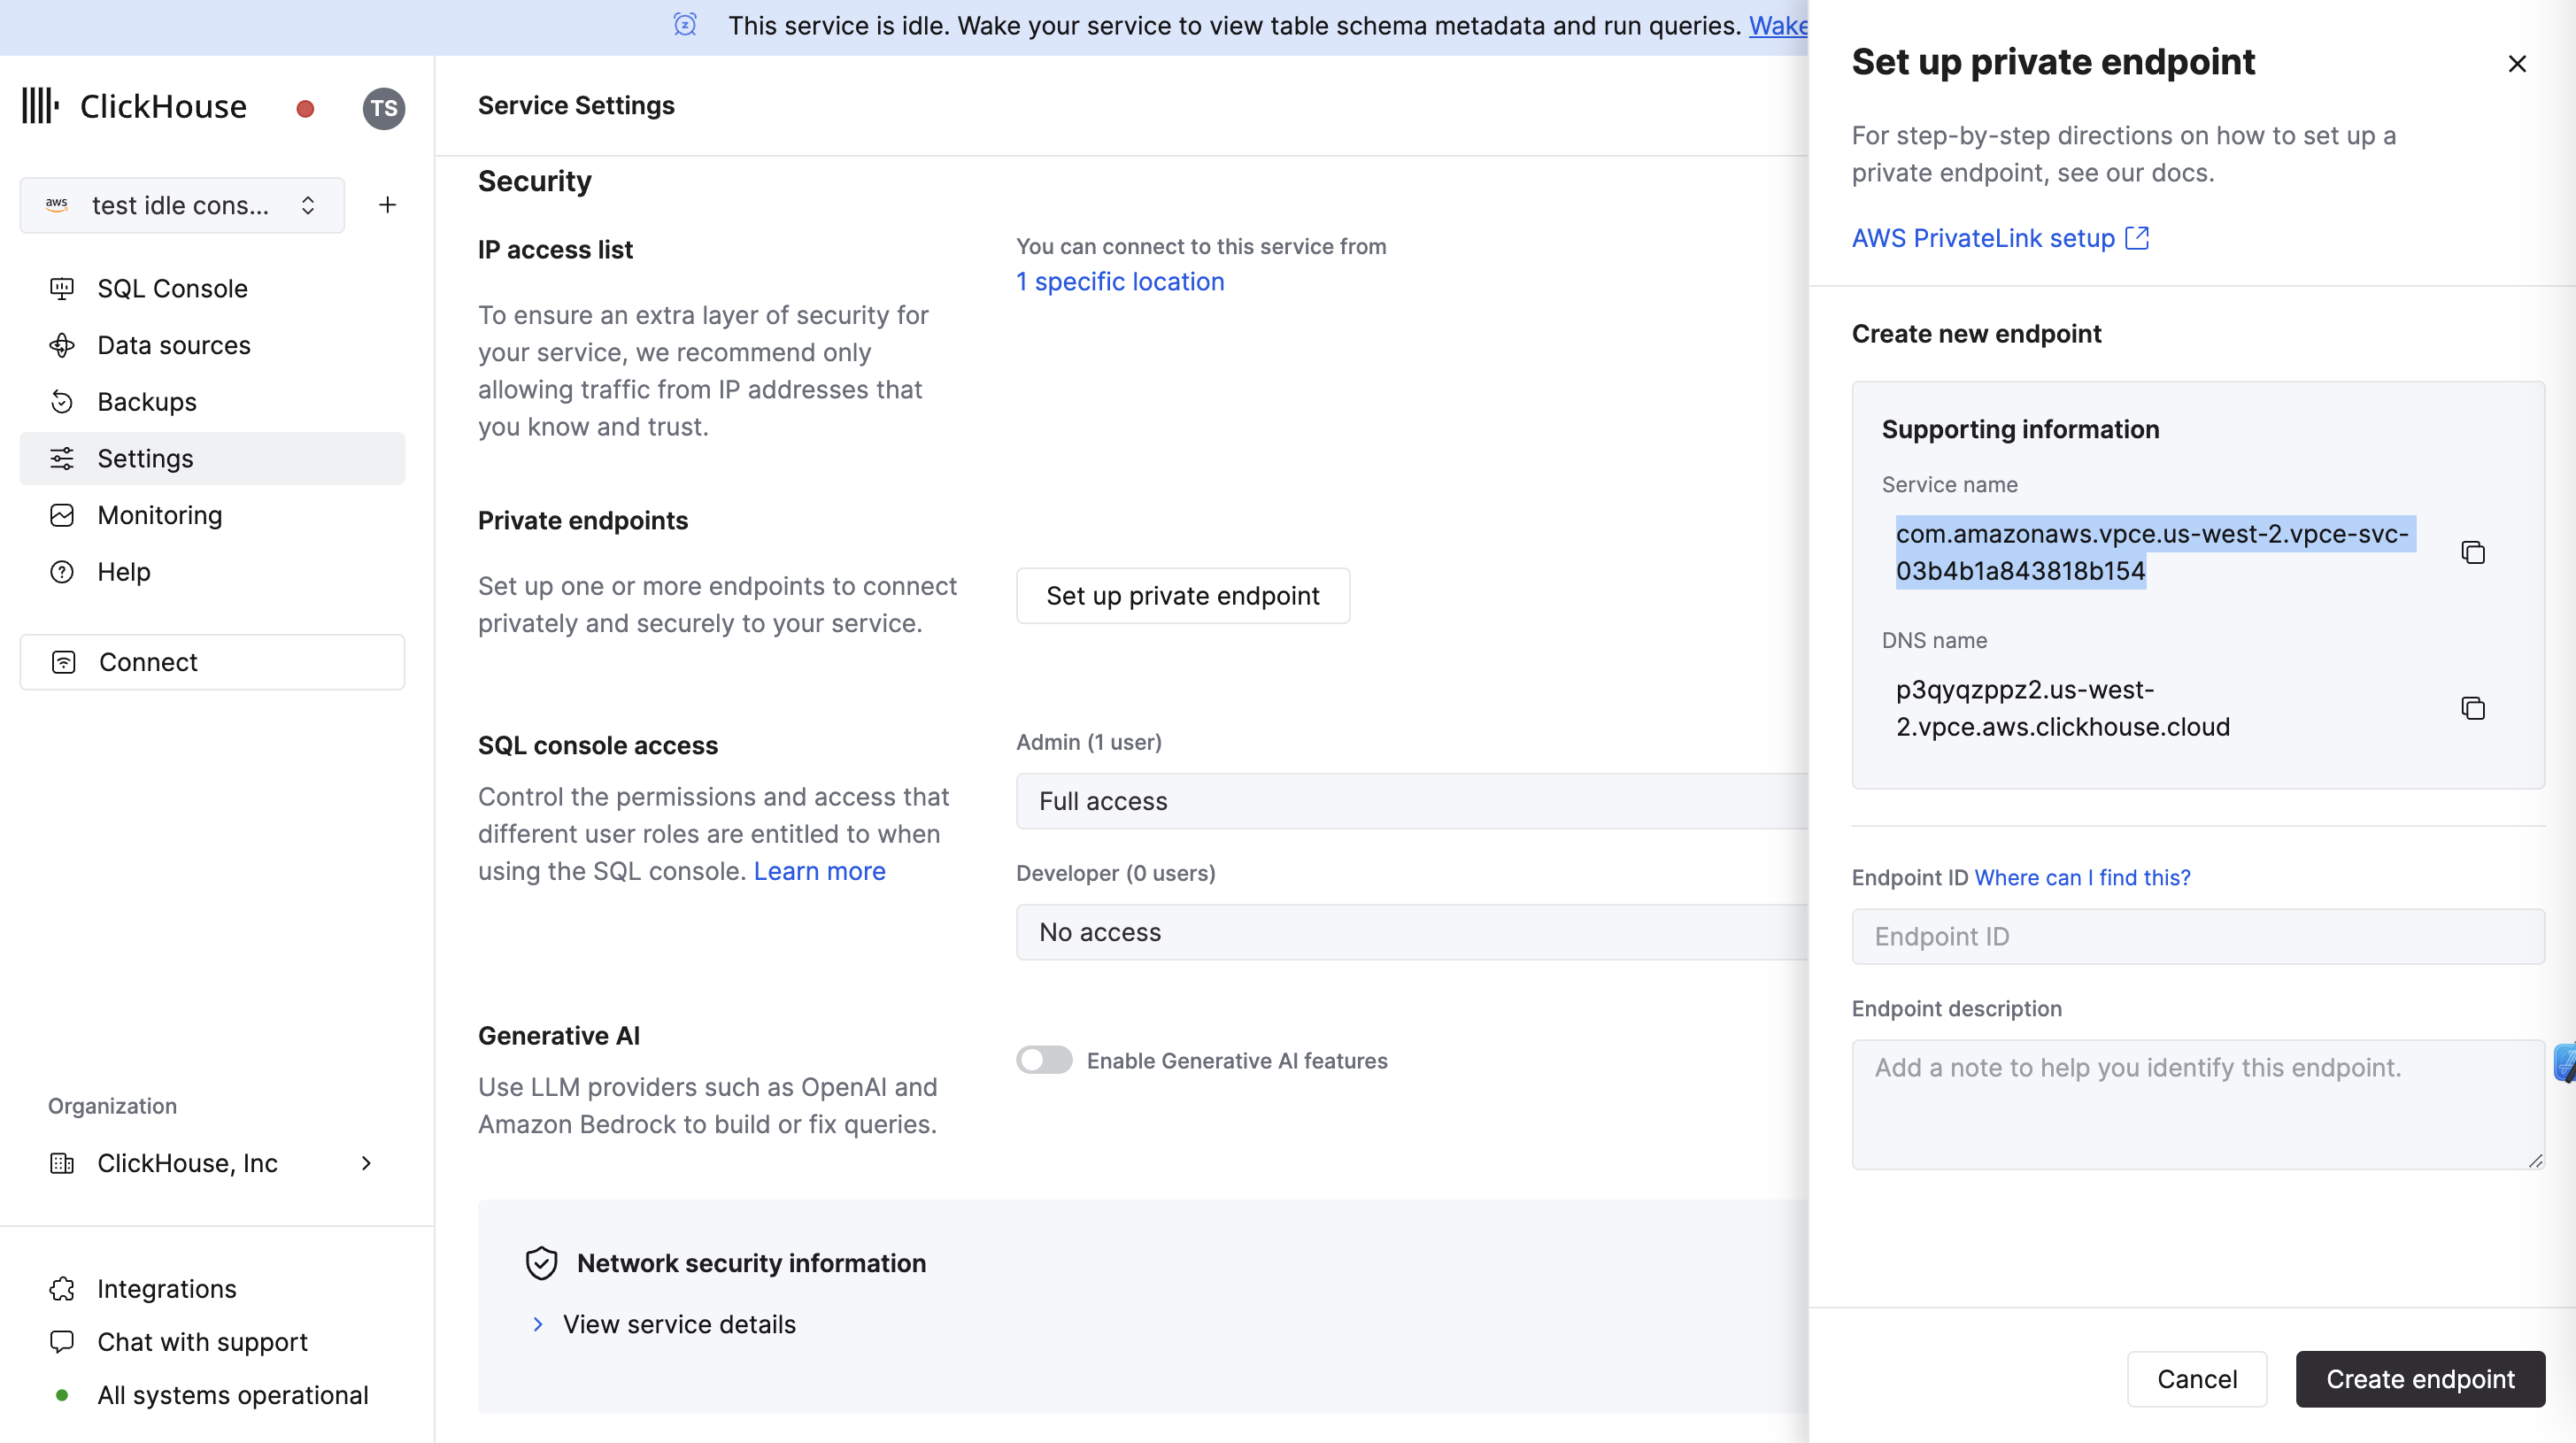 This service is idle. Wake your service to view table schema metadata and run queries. Wake
ClickHouse
TS
aws
test idle cons...
SQL Console
Data sources
Backups
Settings
Monitoring
Help
Connect
Organization
ClickHouse, Inc
Integrations
Chat with support
All systems operational
Service Settings
Security
IP access list
To ensure an extra layer of security for
your service, we recommend only
allowing traffic from IP addresses that
you know and trust.
You can connect to this service from
1 specific location
Private endpoints
Set up one or more endpoints to connect
privately and securely to your service.
Set up private endpoint
SQL console access
Control the permissions and access that
different user roles are entitled to when
using the SQL console. Learn more
Admin (1 user)
Full access
Developer (0 users)
No access
Generative AI
Use LLM providers such as OpenAI and
Amazon Bedrock to build or fix queries.
Enable Generative AI features
Network security information
View service details
Set up private endpoint
For step-by-step directions on how to set up a
private endpoint, see our docs.
AWS PrivateLink setup
Create new endpoint
Supporting information
Service name
com.amazonaws.vpce.us-west-2.vpce-svc-
03b4b1a843818b154
DNS name
p3qyqzppz2.us-west-
2.vpce.aws.clickhouse.cloud
Endpoint ID Where can I find this?
Endpoint ID
Endpoint description
Add a note to help you identify this endpoint.
Cancel
Create endpoint